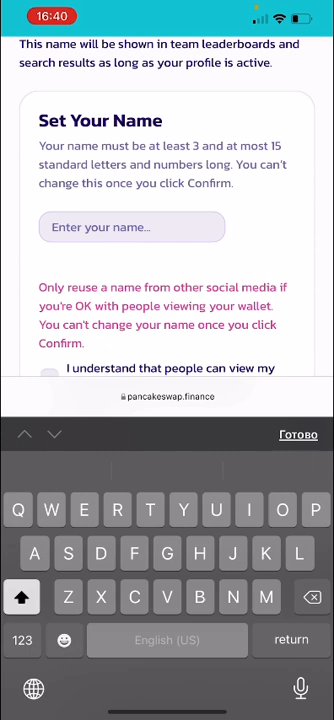 16:40
This name will be shown in team leaderboards and
search results as long as your profile is active.
Set Your Name
Your name must be at least 3 and at most 15
standard letters and numbers long. You can't
change this once you click Confirm.
Enter your name...
Only reuse a name from other social media if
you're OK with people viewing your wallet.
You can't change your name once you click
Confirm.
I understand that people can view my
pancakeswap.finance
Готово
Q W E R T Y U I O P
A S D F G H J K L
Z X C V B N M
123 English (US) return